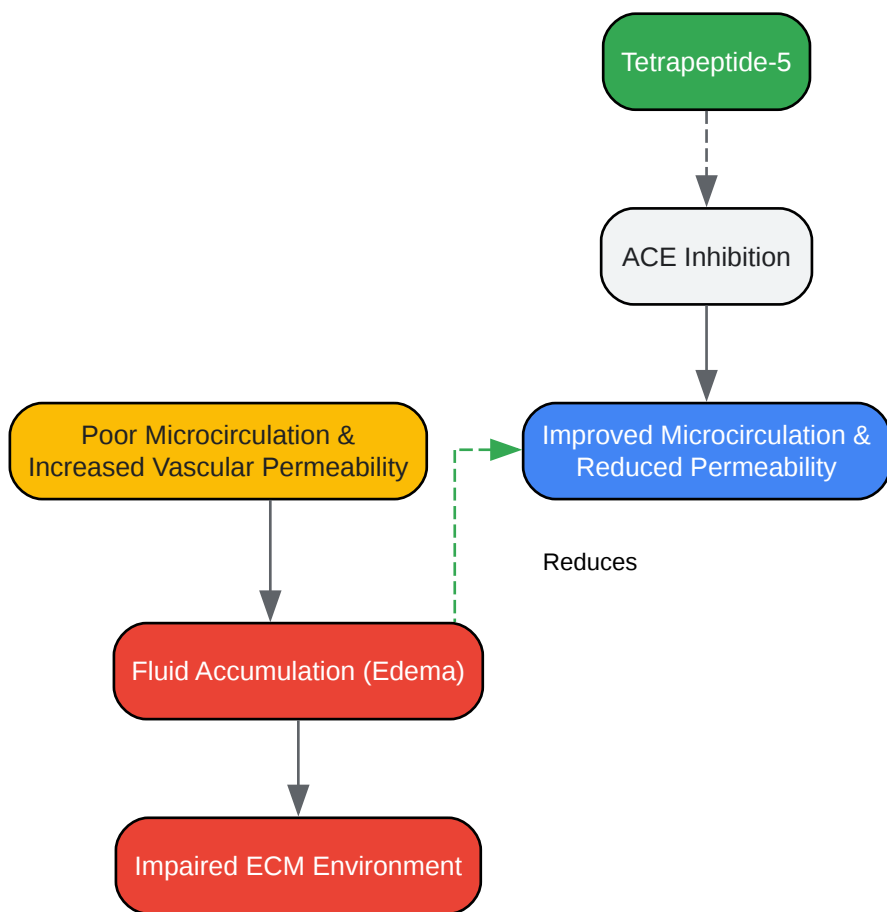 Tetrapeptide-5
ACE Inhibition
Poor Microcirculation &
Increased Vascular Permeability
Improved Microcirculation &
Reduced Permeability
Reduces
Fluid Accumulation (Edema)
Impaired ECM Environment